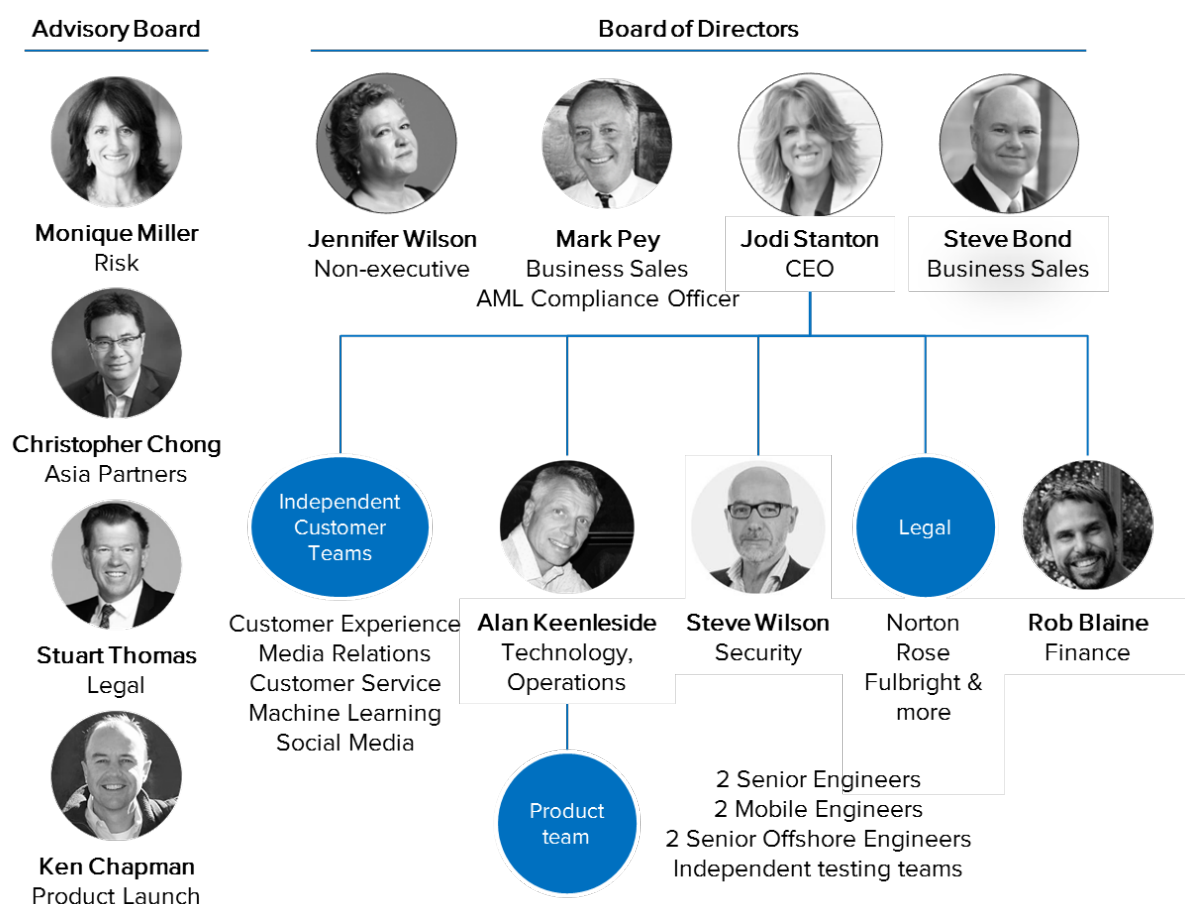 Advisory Board
Monique Miller
Risk
Christopher Chong
Asia Partners
Stuart Thomas
Legal
Ken Chapman
Product Launch
Board of Directors
Jennifer Wilson
Non-executive
Mark Pey
Business Sales
AML Compliance Officer
Jodi Stanton
CEO
Steve Bond
Business Sales
Independent
Customer
Teams
Customer Experience
Media Relations
Customer Service
Machine Learning
Social Media
Alan Keenleside
Technology,
Operations
Steve Wilson
Security
Legal
Norton
Rose
Fulbright &
more
Rob Blaine
Finance
Product
team
2 Senior Engineers
2 Mobile Engineers
2 Senior Offshore Engineers
Independent testing teams